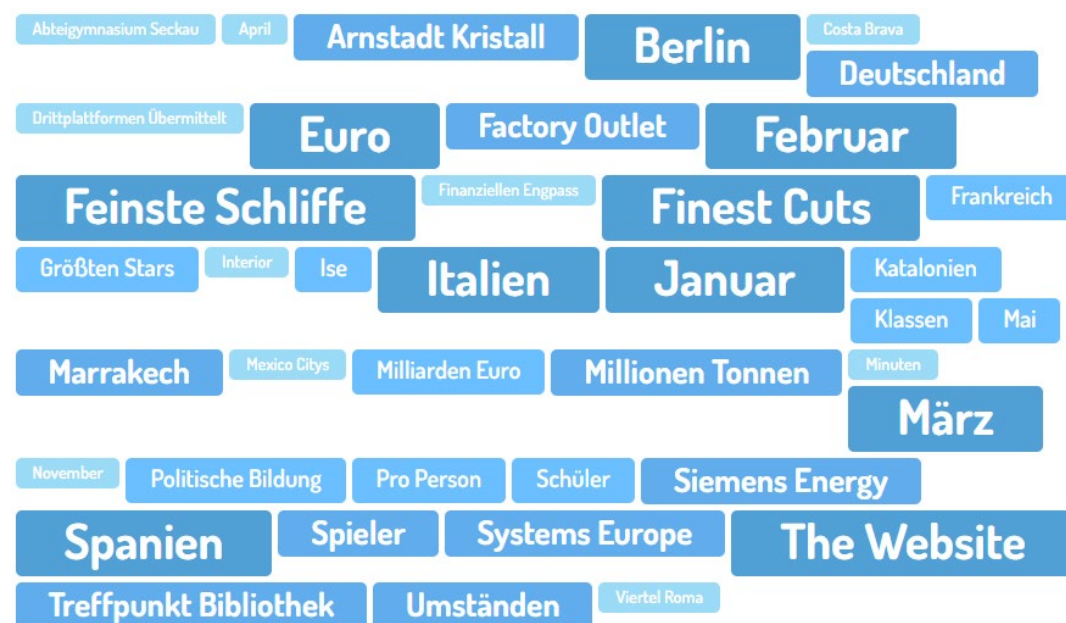 Abteigymnasium Seckau April Arnstadt Kristall Berlin Costa Brava
Deutschland
Drittplattformen Übermittelt Euro Factory Outlet Februar
Feinste Schliffe Finanziellen Engpass Finest Cuts Frankreich
Größten Stars Interior Ise Italien Januar Katalonien
Klassen Mai
Marrakech Mexico Citys Milliarden Euro Millionen Tonnen Minuten
März
November Politische Bildung Pro Person Schüler Siemens Energy
Spanien Spieler Systems Europe The Website
Treffpunkt Bibliothek Umständen Viertel Roma